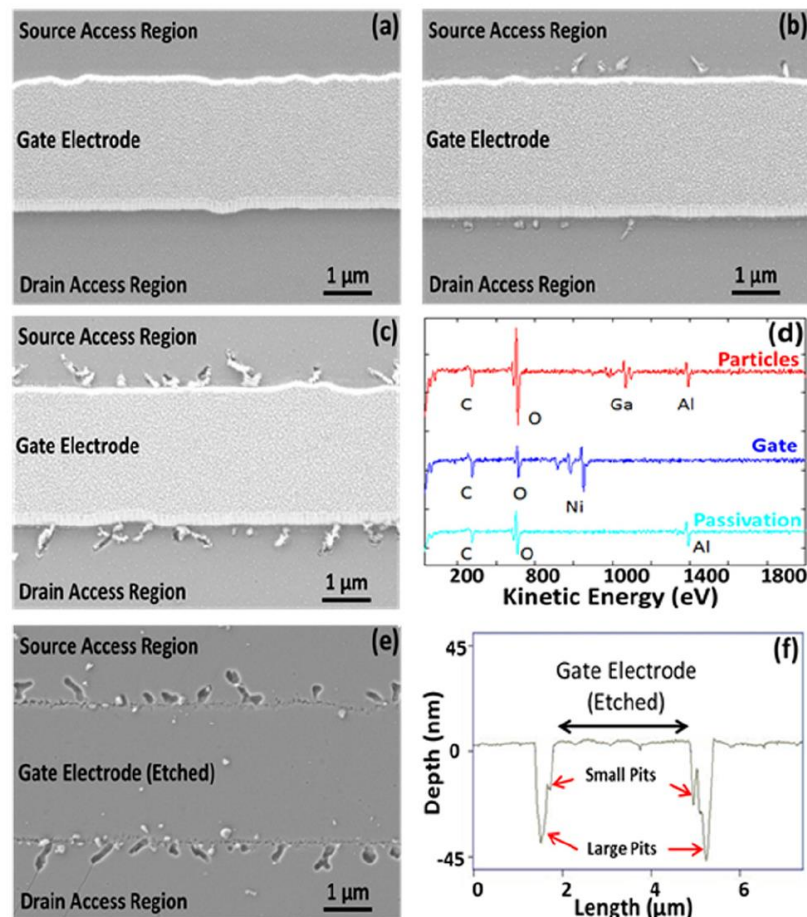 Source Access Region (a)
Gate Electrode
Drain Access Region 1 μm
Source Access Region (b)
Gate Electrode
Drain Access Region 1 μm
Source Access Region (c)
Gate Electrode
Drain Access Region 1 μm
(d)
Particles
C O Ga Al
Gate
C O Ni
Passivation
C O Al
200 800 1000 1400 1800
Kinetic Energy (eV)
Source Access Region (e)
Gate Electrode (Etched)
Drain Access Region 1 μm
45 (f)
Gate Electrode
(Etched)
Depth (nm)
0
Small Pits
Large Pits
-45
0 2 4 6
Length (μm)